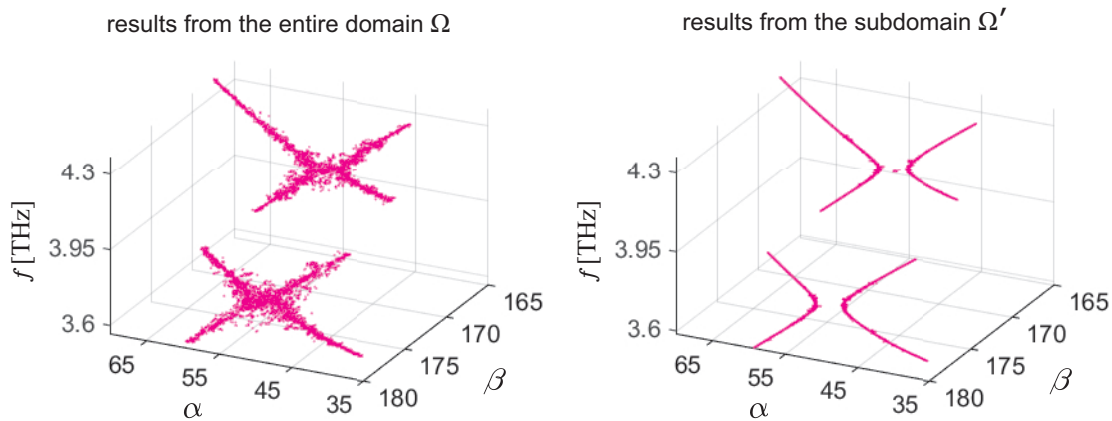 results from the entire domain Ω
f [THz]
4.3
3.95
3.6
65
55
45
35
α
165
170
175
180
β
results from the subdomain Ω′
f [THz]
4.3
3.95
3.6
65
55
45
35
α
165
170
175
180
β